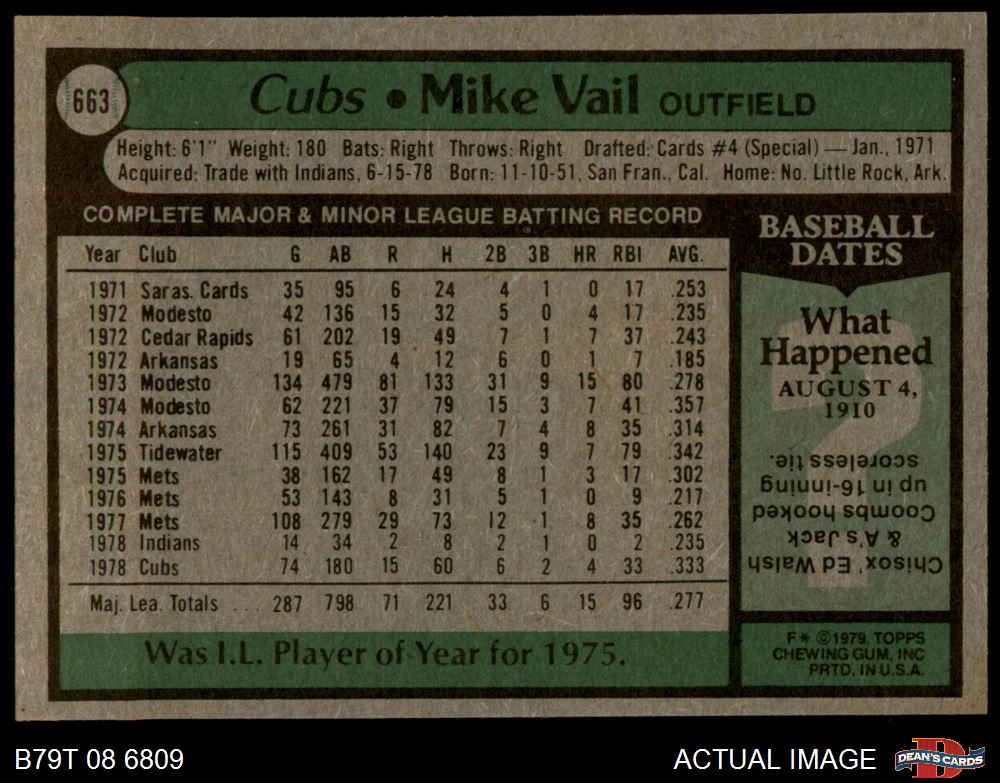 663
Cubs • Mike Vail OUTFIELD
Height: 6'1" Weight: 180 Bats: Right Throws: Right Drafted: Cards #4 (Special) — Jan., 1971
Acquired: Trade with Indians, 6-15-78 Born: 11-10-51, San Fran., Cal. Home: No. Little Rock, Ark.
COMPLETE MAJOR & MINOR LEAGUE BATTING RECORD
Year Club G AB R H 2B 3B HR RBI AVG.
1971 Saras. Cards 35 95 6 24 4 1 0 17 .253
1972 Modesto 42 136 15 32 5 0 4 17 .235
1972 Cedar Rapids 61 202 19 49 7 1 7 37 .243
1972 Arkansas 19 65 4 12 6 0 1 7 .185
1973 Modesto 134 479 81 133 31 9 15 80 .278
1974 Modesto 62 221 37 79 15 3 7 41 .357
1974 Arkansas 73 261 31 82 7 4 8 35 .314
1975 Tidewater 115 409 53 140 23 9 7 79 .342
1975 Mets 38 162 17 49 8 1 3 17 .302
1976 Mets 53 143 8 31 5 1 0 9 .217
1977 Mets 108 279 29 73 12 1 8 35 .262
1978 Indians 14 34 2 8 2 1 0 2 .235
1978 Cubs 74 180 15 60 6 2 4 33 .333
Maj. Lea. Totals ... 287 798 71 221 33 6 15 96 .277
Was I.L. Player of Year for 1975.
BASEBALL
DATES
What
Happened
AUGUST 4,
1910
Chisox' Ed Walsh
& A's Jack
Coombs hooked
up in 16-inning
scoreless tie.
F* ©1979, TOPPS
CHEWING GUM, INC
PRTD. IN U.S.A.
B79T 08 6809
ACTUAL IMAGE
D
DEAN'S CARDS